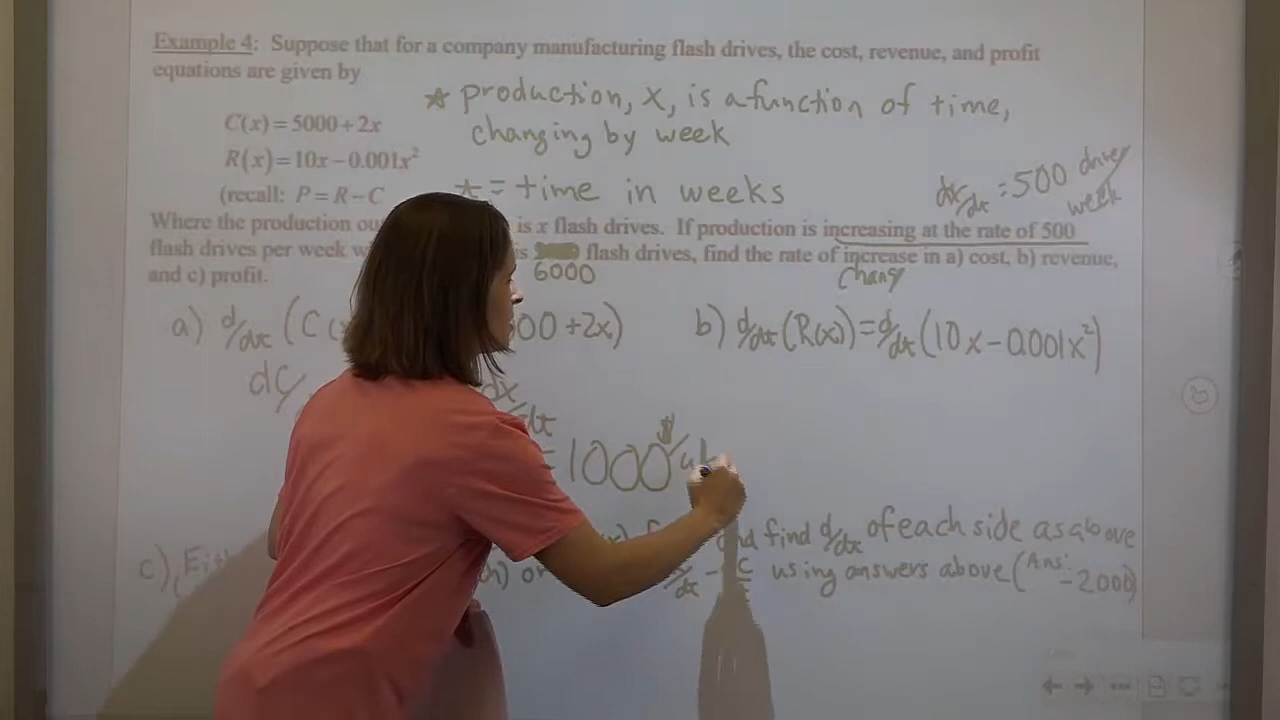 Example 4: Suppose that for a company manufacturing flash drives, the cost, revenue, and profit
equations are given by
* production, x, is a function of time,
changing by week
C(x) = 5000 + 2x
R(x) = 10x − 0.001x²
(recall: P = R − C
t = time in weeks
dx/dt = 500 drives/week
Where the production ou is x flash drives. If production is increasing at the rate of 500
flash drives per week w is flash drives, find the rate of increase in a) cost, b) revenue,
and c) profit.
6000
change
a) d/dt (C( 00 + 2x)
b) d/dt (R(x)) = d/dt (10x − 0.001x²)
dC/ dx/dt
= 1000 $/wk
c) find d/dt of each side as above
or /dt − C using answers above (Ans: −2000)